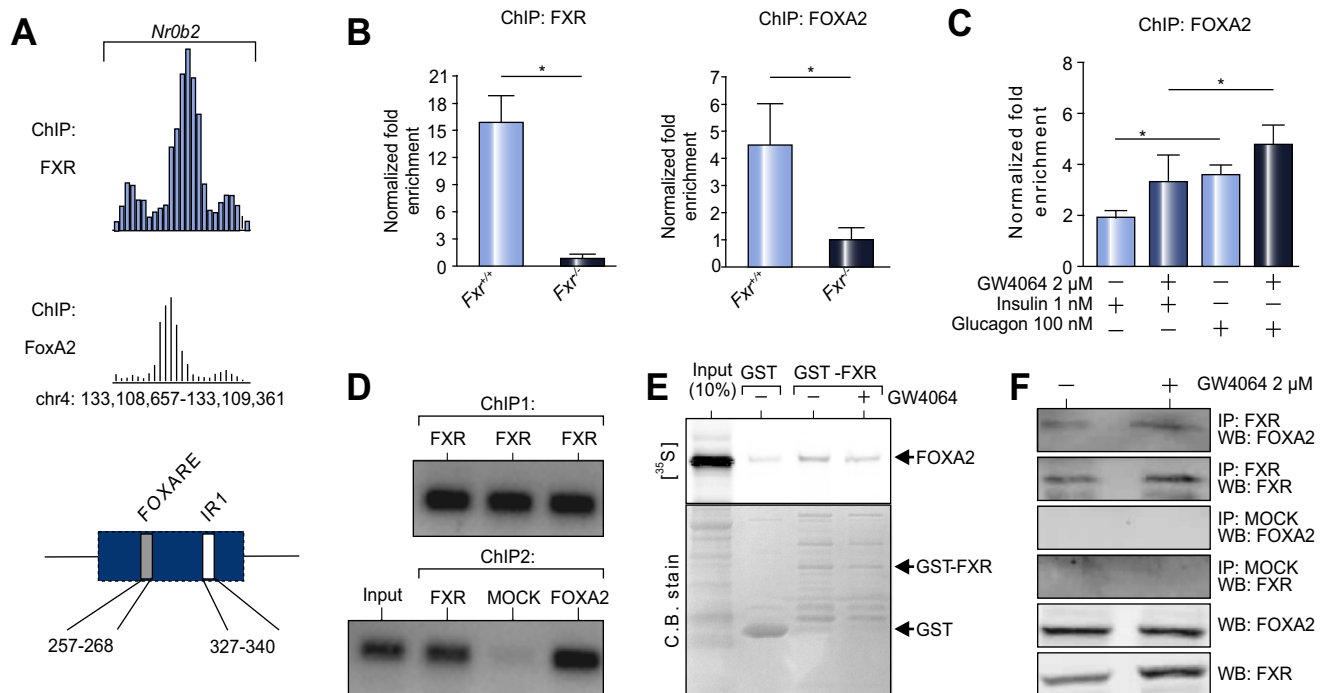 A
Nr0b2
ChIP:
FXR
ChIP:
FoxA2
chr4: 133,108,657-133,109,361
FOXARE
IR1
257-268
327-340
B
ChIP: FXR
Normalized fold
enrichment
21
18
15
12
9
6
3
0
*
Fxr+/+
Fxr-/-
ChIP: FOXA2
Normalized fold
enrichment
7
6
5
4
3
2
1
0
*
Fxr+/+
Fxr-/-
C
ChIP: FOXA2
Normalized fold
enrichment
8
6
4
2
0
*
*
GW4064 2 µM − + − +
Insulin 1 nM + + − −
Glucagon 100 nM − − + +
D
ChIP1:
FXR FXR FXR
ChIP2:
Input FXR MOCK FOXA2
E
Input
(10%)
GST
GST -FXR
− − + GW4064
[35S]
FOXA2
C.B. stain
GST-FXR
GST
F
− + GW4064 2 µM
IP: FXR
WB: FOXA2
IP: FXR
WB: FXR
IP: MOCK
WB: FOXA2
IP: MOCK
WB: FXR
WB: FOXA2
WB: FXR